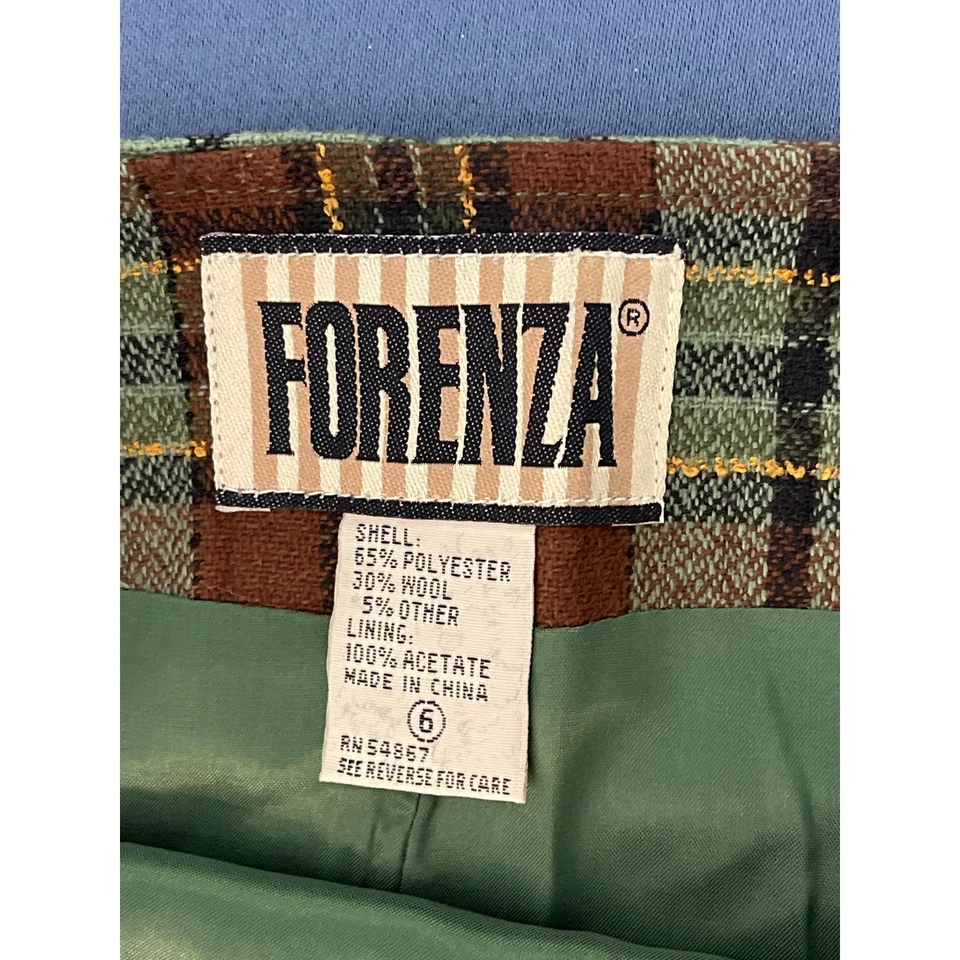 FORENZA®
SHELL:
65% POLYESTER
30% WOOL
5% OTHER
LINING:
100% ACETATE
MADE IN CHINA
6
RN 54867
SEE REVERSE FOR CARE